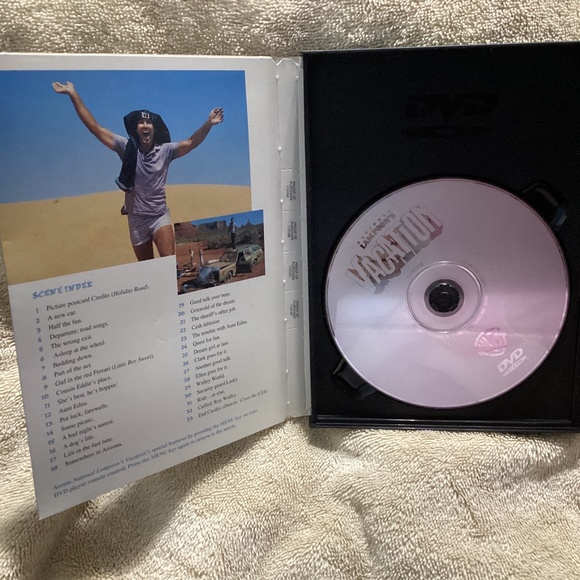 SCENE INDEX
1 Picture postcard Credits (Holiday Road).
2 A new car.
3 Half the fun.
4 Departure; road songs.
5 The wrong exit.
6 Asleep at the wheel.
7 Bedding down.
8 Part of the act.
9 Girl in the red Ferrari (Little Boy Sweet).
10 Cousin Eddie's place.
11 She's best, he's boppin'.
12 Aunt Edna.
13 Pot luck; farewells.
14 Some picnic.
15 A bad night's unrest.
16 A dog's life.
17 Life in the fast lane.
18 Somewhere in Arizona.
19 Good talk over beer.
20 Griswold of the desert.
21 The sheriff's other job.
22 Cash infusion.
23 The trouble with Aunt Edna.
24 Quest for fun.
25 Dream girl at last.
26 Clark goes for it.
27 Another good talk.
28 Ellen goes for it.
29 Walley World.
30 Security guard Lasky.
31 Ride... or else.
32 Curbed; Roy Walley.
33 End Credits (Dancin' Cross the USA).
Access National Lampoon's Vacation's special features by pressing the MENU key on your
DVD player remote control. Press the MENU key again to return to the movie.
DVD
VACATION
DVD